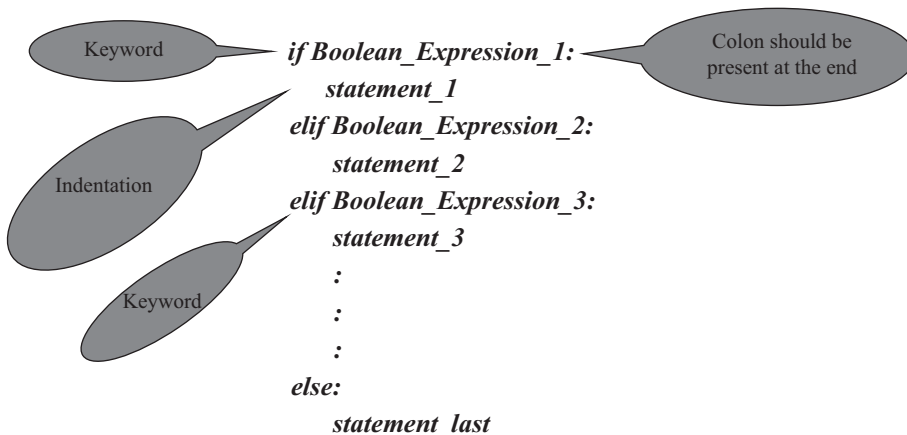 Keyword
if Boolean_Expression_1:
Colon should be
present at the end
statement_1
elif Boolean_Expression_2:
statement_2
Indentation
elif Boolean_Expression_3:
statement_3
:
Keyword
:
:
else:
statement_last